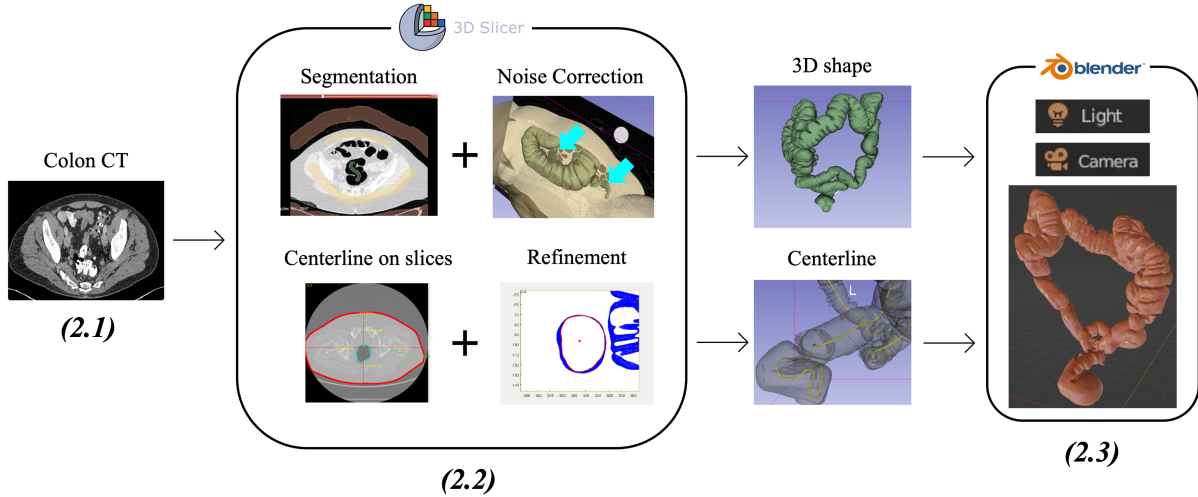 3D Slicer
Segmentation
Noise Correction
3D shape
blender
Light
Camera
Colon CT
Centerline on slices
Refinement
Centerline
L
(2.1)
(2.2)
(2.3)